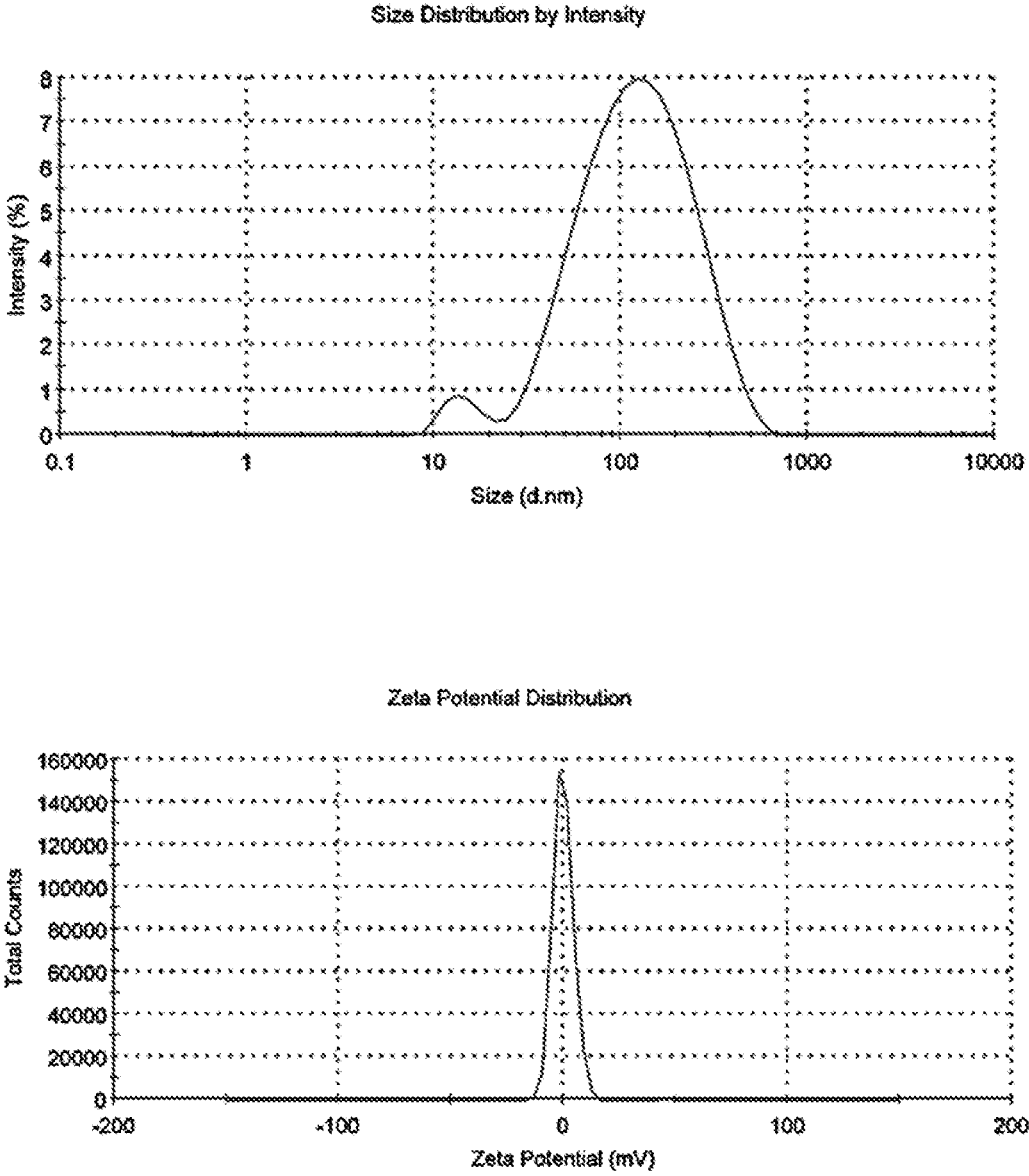 Size Distribution by Intensity
8
7
6
5
4
3
2
1
0
Intensity (%)
0.1 1 10 100 1000 10000
Size (d.nm)
Zeta Potential Distribution
160000
140000
120000
100000
80000
60000
40000
20000
0
Total Counts
-200 -100 0 100 200
Zeta Potential (mV)